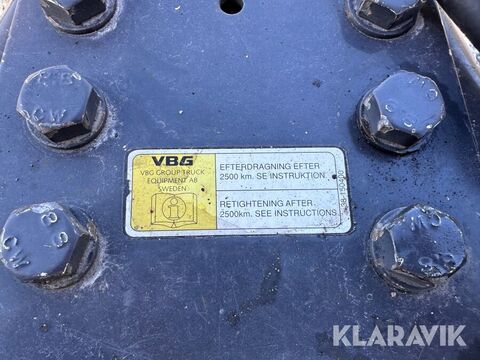 VBG
VBG GROUP TRUCK
EQUIPMENT AB
SWEDEN
EFTERDRAGNING EFTER
2500 km. SE INSTRUKTION.
RETIGHTENING AFTER
2500km. SEE INSTRUCTIONS.
KLARAVIK